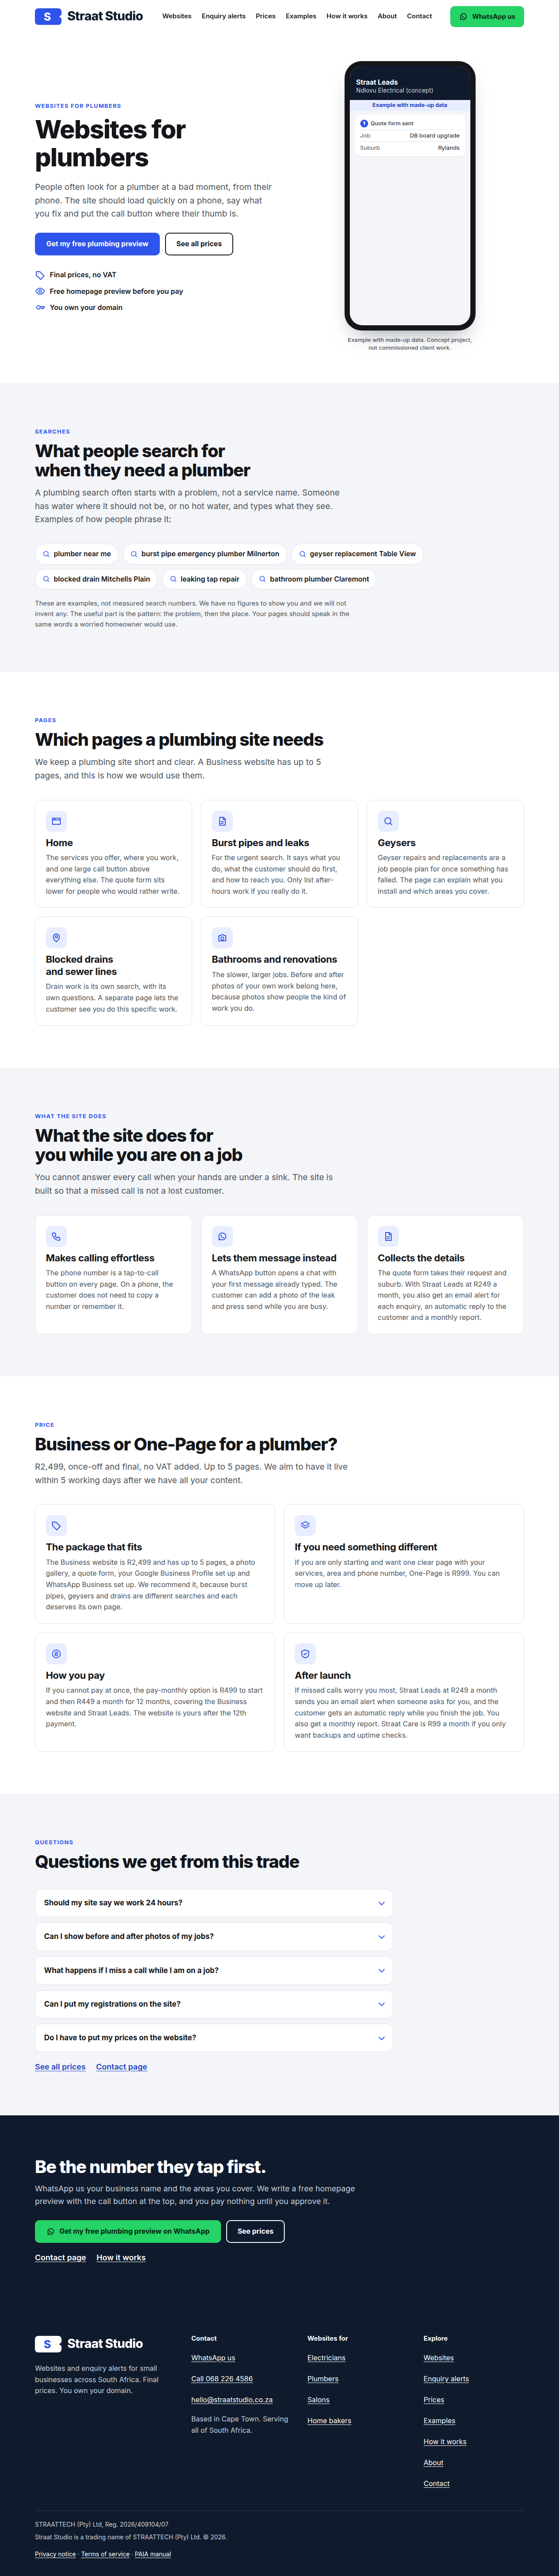 S Straat Studio
Websites Enquiry alerts Prices Examples How it works About Contact
WhatsApp us
WEBSITES FOR PLUMBERS
Websites for
plumbers
People often look for a plumber at a bad moment, from their
phone. The site should load quickly on a phone, say what
you fix and put the call button where their thumb is.
Get my free plumbing preview
See all prices
Final prices, no VAT
Free homepage preview before you pay
You own your domain
Straat Leads
Ndlovu Electrical (concept)
Example with made-up data
1 Quote form sent
Job DB board upgrade
Suburb Rylands
Example with made-up data. Concept project,
not commissioned client work.
SEARCHES
What people search for
when they need a plumber
A plumbing search often starts with a problem, not a service name. Someone
has water where it should not be, or no hot water, and types what they see.
Examples of how people phrase it:
plumber near me
burst pipe emergency plumber Milnerton
geyser replacement Table View
blocked drain Mitchells Plain
leaking tap repair
bathroom plumber Claremont
These are examples, not measured search numbers. We have no figures to show you and we will not
invent any. The useful part is the pattern: the problem, then the place. Your pages should speak in the
same words a worried homeowner would use.
PAGES
Which pages a plumbing site needs
We keep a plumbing site short and clear. A Business website has up to 5
pages, and this is how we would use them.
Home
The services you offer, where you work,
and one large call button above
everything else. The quote form sits
lower for people who would rather write.
Burst pipes and leaks
For the urgent search. It says what you
do, what the customer should do first,
and how to reach you. Only list after-
hours work if you really do it.
Geysers
Geyser repairs and replacements are a
job people plan for once something has
failed. The page can explain what you
install and which areas you cover.
Blocked drains
and sewer lines
Drain work is its own search, with its
own questions. A separate page lets the
customer see you do this specific work.
Bathrooms and renovations
The slower, larger jobs. Before and after
photos of your own work belong here,
because photos show people the kind of
work you do.
WHAT THE SITE DOES
What the site does for
you while you are on a job
You cannot answer every call when your hands are under a sink. The site is
built so that a missed call is not a lost customer.
Makes calling effortless
The phone number is a tap-to-call
button on every page. On a phone, the
customer does not need to copy a
number or remember it.
Lets them message instead
A WhatsApp button opens a chat with
your first message already typed. The
customer can add a photo of the leak
and press send while you are busy.
Collects the details
The quote form takes their request and
suburb. With Straat Leads at R249 a
month, you also get an email alert for
each enquiry, an automatic reply to the
customer and a monthly report.
PRICE
Business or One-Page for a plumber?
R2,499, once-off and final, no VAT added. Up to 5 pages. We aim to have it live
within 5 working days after we have all your content.
The package that fits
The Business website is R2,499 and has up to 5 pages, a photo
gallery, a quote form, your Google Business Profile set up and
WhatsApp Business set up. We recommend it, because burst
pipes, geysers and drains are different searches and each
deserves its own page.
If you need something different
If you are only starting and want one clear page with your
services, area and phone number, One-Page is R999. You can
move up later.
How you pay
If you cannot pay at once, the pay-monthly option is R499 to start
and then R449 a month for 12 months, covering the Business
website and Straat Leads. The website is yours after the 12th
payment.
After launch
If missed calls worry you most, Straat Leads at R249 a month
sends you an email alert when someone asks for you, and the
customer gets an automatic reply while you finish the job. You
also get a monthly report. Straat Care is R99 a month if you only
want backups and uptime checks.
QUESTIONS
Questions we get from this trade
Should my site say we work 24 hours?
Can I show before and after photos of my jobs?
What happens if I miss a call while I am on a job?
Can I put my registrations on the site?
Do I have to put my prices on the website?
See all prices Contact page
Be the number they tap first.
WhatsApp us your business name and the areas you cover. We write a free homepage
preview with the call button at the top, and you pay nothing until you approve it.
Get my free plumbing preview on WhatsApp
See prices
Contact page How it works
S Straat Studio
Websites and enquiry alerts for small
businesses across South Africa. Final
prices. You own your domain.
Contact
WhatsApp us
Call 068 226 4586
hello@straatstudio.co.za
Based in Cape Town. Serving
all of South Africa.
Websites for
Electricians
Plumbers
Salons
Home bakers
Explore
Websites
Enquiry alerts
Prices
Examples
How it works
About
Contact
STRAATTECH (Pty) Ltd, Reg. 2026/409104/07
Straat Studio is a trading name of STRAATTECH (Pty) Ltd. © 2026.
Privacy notice · Terms of service · PAIA manual